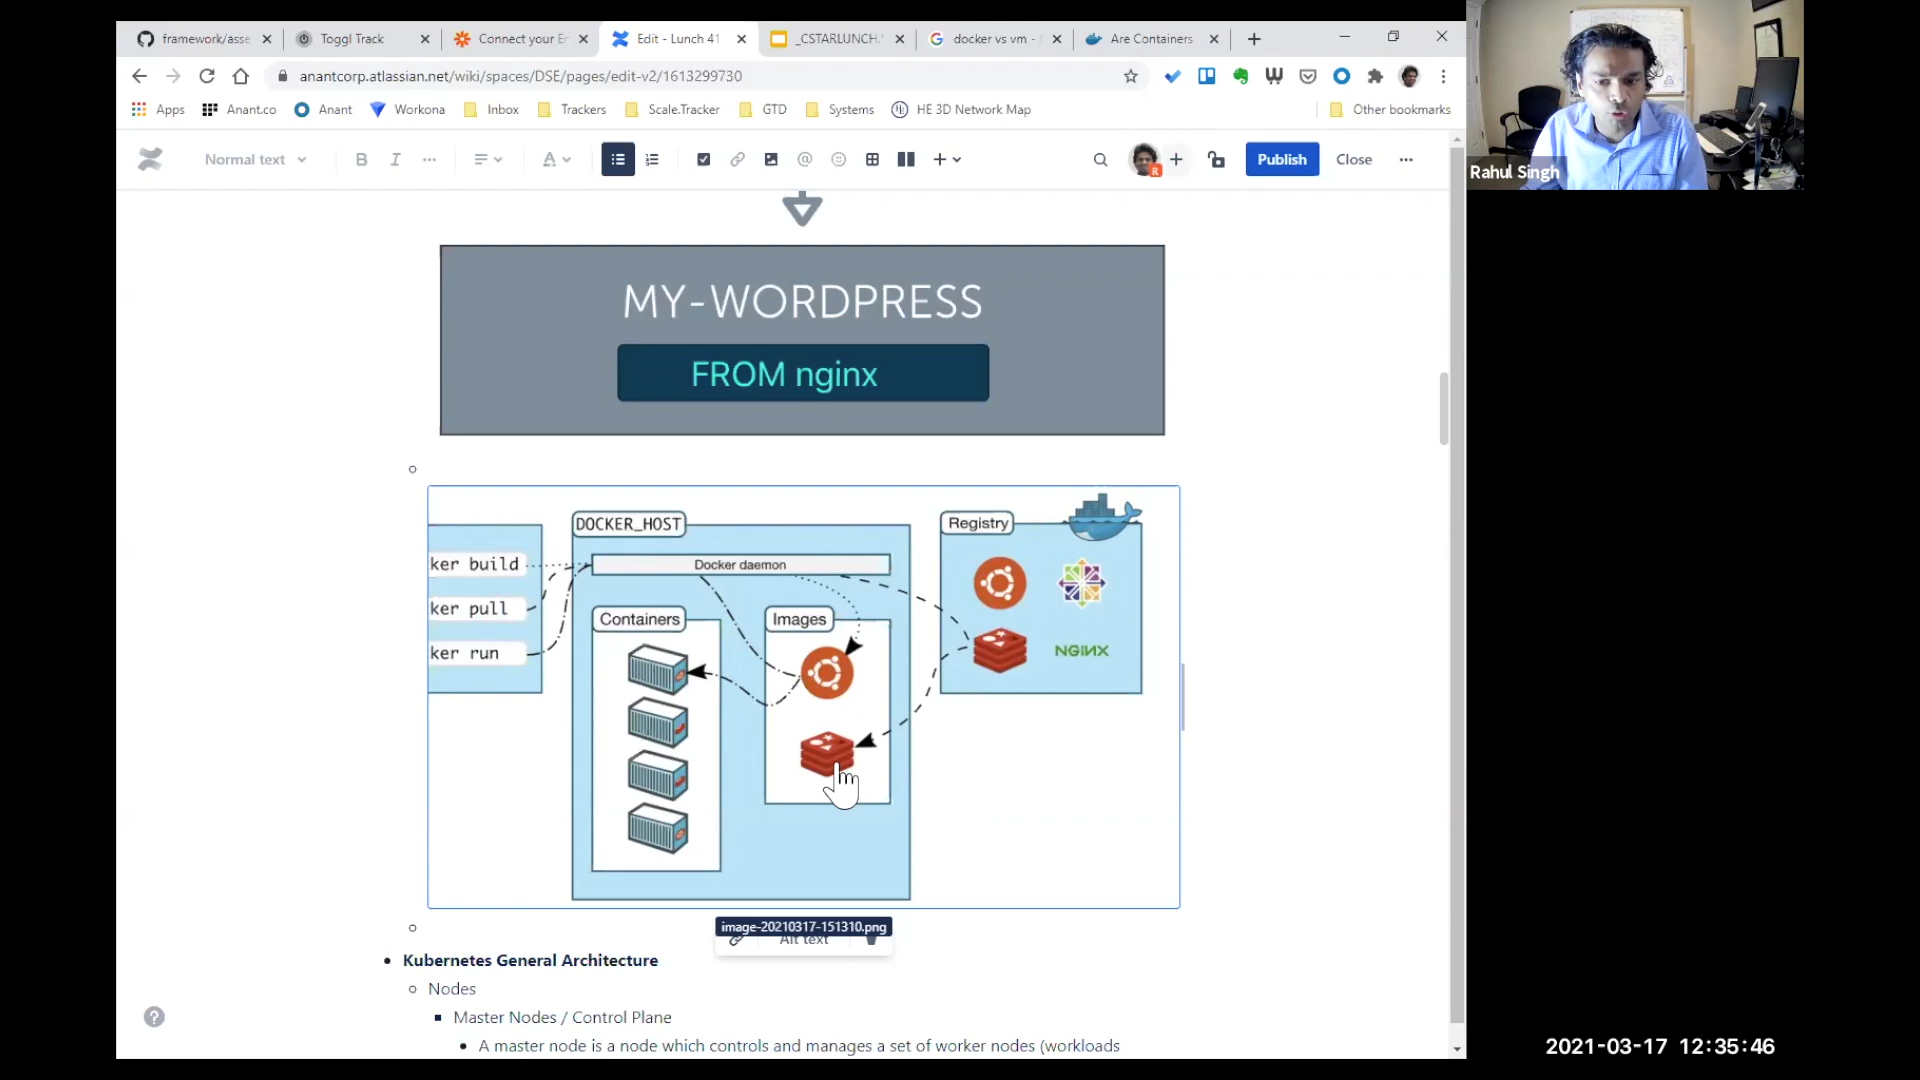 framework/asse
Toggl Track
Connect your E
Edit - Lunch 41
_CSTARLUNCH
docker vs vm -
Are Containers
anantcorp.atlassian.net/wiki/spaces/DSE/pages/edit-v2/1613299730
Apps
Anant.co
Anant
Workona
Inbox
Trackers
Scale.Tracker
GTD
Systems
HE 3D Network Map
Other bookmarks
Normal text
Publish
Close
Rahul Singh
MY-WORDPRESS
FROM nginx
DOCKER_HOST
Registry
ker build
Docker daemon
ker pull
Containers
Images
ker run
NGINX
image-20210317-151310.png
Alt text
Kubernetes General Architecture
Nodes
Master Nodes / Control Plane
A master node is a node which controls and manages a set of worker nodes (workloads
2021-03-17 12:35:46